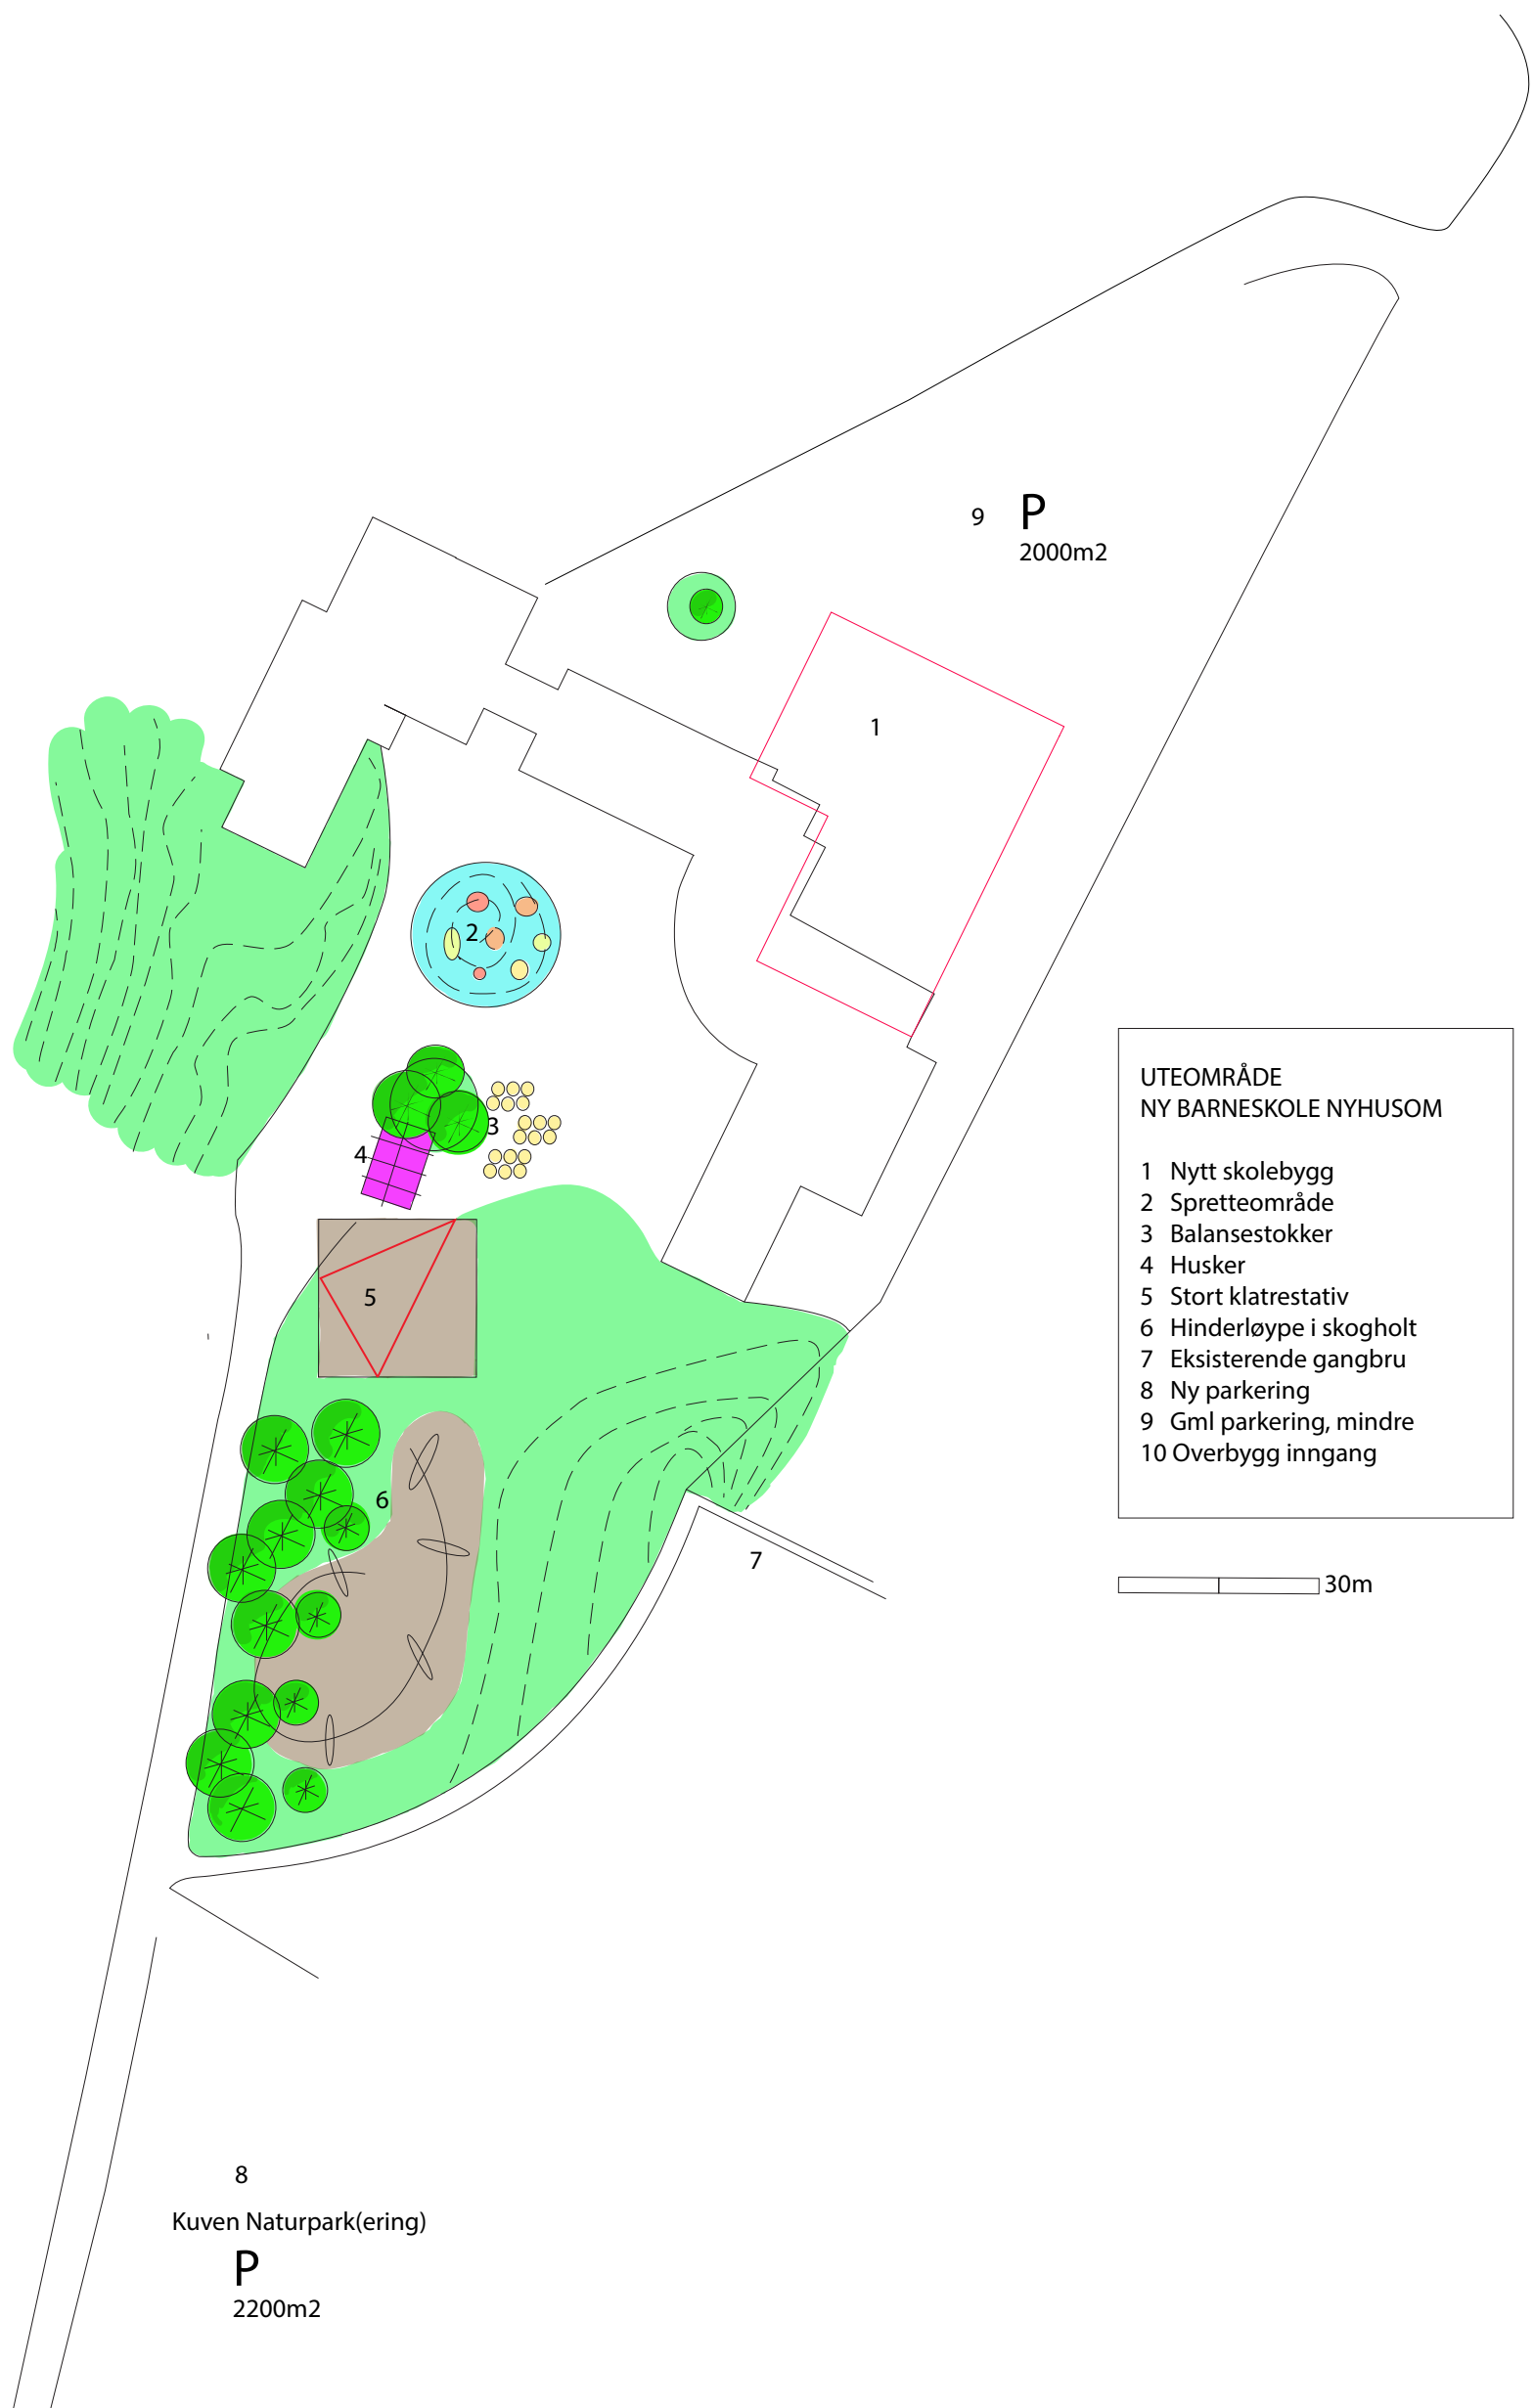 9
P
2000m2
1
2
3
4
5
6
7
UTEOMRÅDE
NY BARNESKOLE NYHUSOM
1 Nytt skolebygg
2 Spretteområde
3 Balansestokker
4 Husker
5 Stort klatrestativ
6 Hinderløype i skogholt
7 Eksisterende gangbru
8 Ny parkering
9 Gml parkering, mindre
10 Overbygg inngang
30m
8
Kuven Naturpark(ering)
P
2200m2